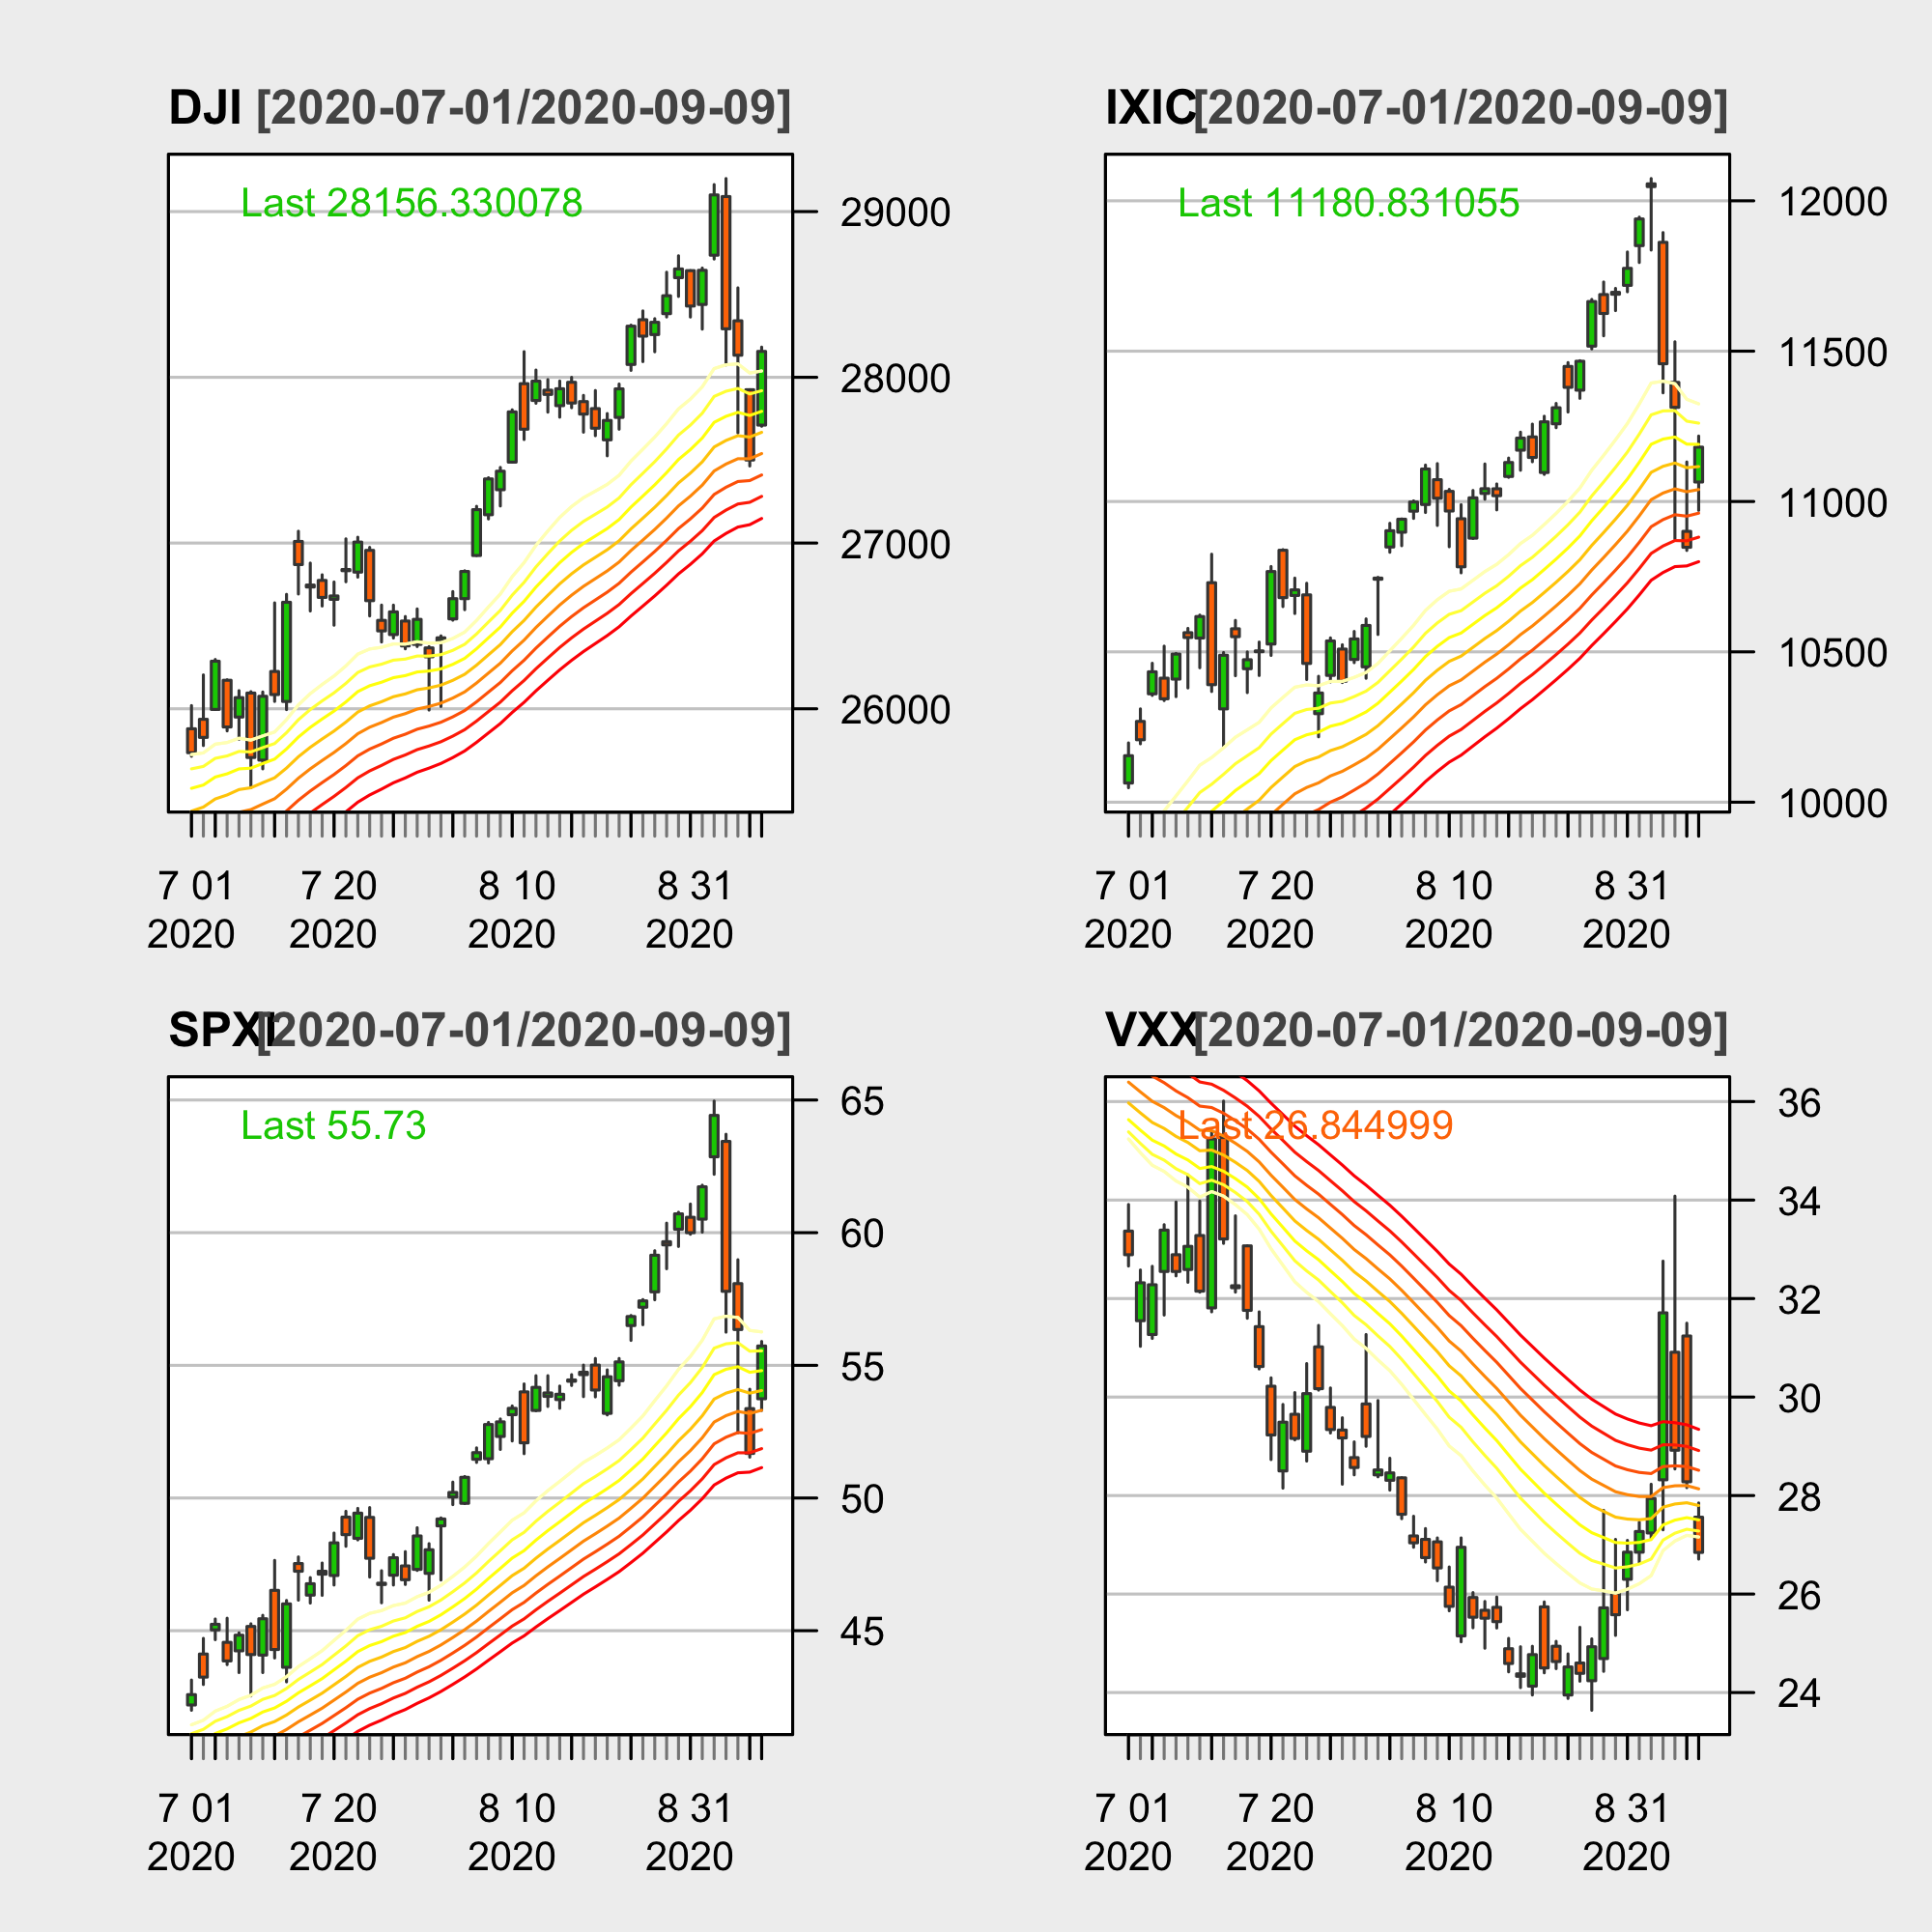 DJI [2020-07-01/2020-09-09]
Last 28156.330078
29000
28000
27000
26000
7 01 7 20 8 10 8 31
2020 2020 2020 2020
IXIC [2020-07-01/2020-09-09]
Last 11180.831055
12000
11500
11000
10500
10000
7 01 7 20 8 10 8 31
2020 2020 2020 2020
SPXI [2020-07-01/2020-09-09]
Last 55.73
65
60
55
50
45
7 01 7 20 8 10 8 31
2020 2020 2020 2020
VXX [2020-07-01/2020-09-09]
Last 26.844999
36
34
32
30
28
26
24
7 01 7 20 8 10 8 31
2020 2020 2020 2020